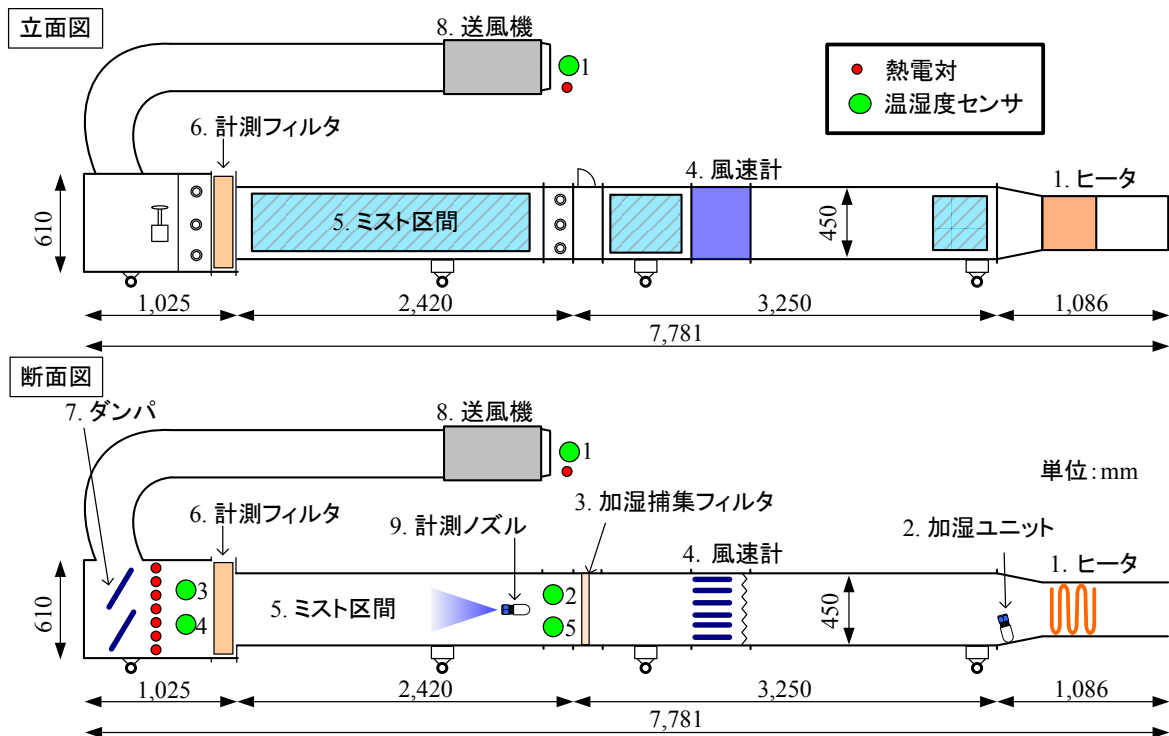 立面図
8. 送風機
1
熱電対
温湿度センサ
6. 計測フィルタ
4. 風速計
1. ヒータ
610
5. ミスト区間
450
1,025
2,420
3,250
1,086
7,781
断面図
7. ダンパ
8. 送風機
1
単位：mm
6. 計測フィルタ
9. 計測ノズル
3. 加湿捕集フィルタ
4. 風速計
2. 加湿ユニット
1. ヒータ
610
3
4
5. ミスト区間
2
5
450
1,025
2,420
3,250
1,086
7,781